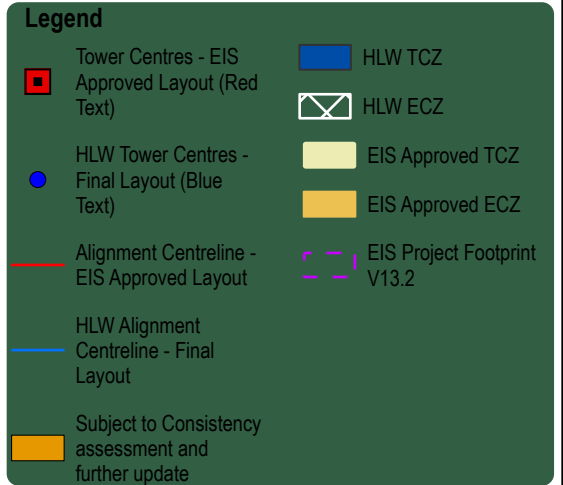 Legend
Tower Centres - EIS
Approved Layout (Red
Text)
HLW Tower Centres -
Final Layout (Blue
Text)
Alignment Centreline -
EIS Approved Layout
HLW Alignment
Centreline - Final
Layout
Subject to Consistency
assessment and
further update
HLW TCZ
HLW ECZ
EIS Approved TCZ
EIS Approved ECZ
EIS Project Footprint
V13.2